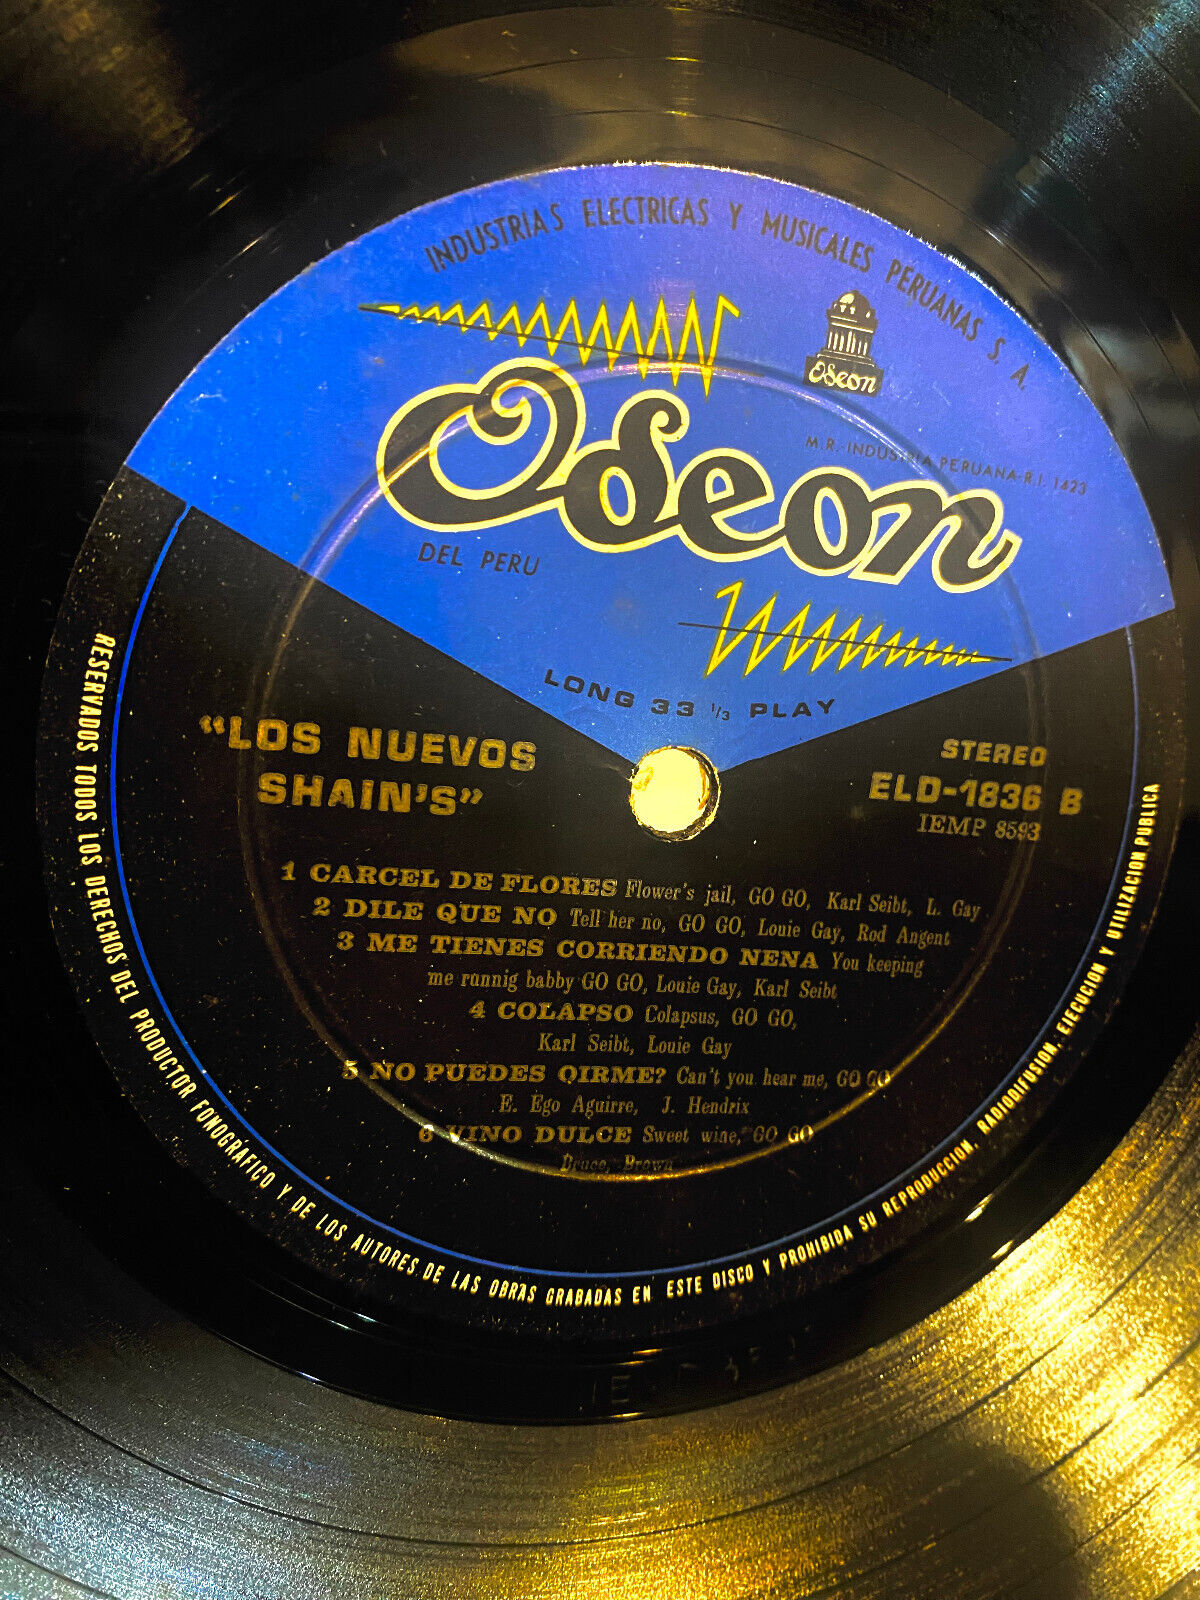 INDUSTRIAS ELECTRICAS Y MUSICALES PERUANAS S. A.
Odeon
Odeon
M.R. INDUSTRIA PERUANA-R.I. 1423
DEL PERU
LONG 33 1/3 PLAY
"LOS NUEVOS
SHAIN'S"
STEREO
ELD-1836 B
IEMP 8593
1 CARCEL DE FLORES Flower's jail, GO GO, Karl Seibt, L. Gay
2 DILE QUE NO Tell her no, GO GO, Louie Gay, Rod Angent
3 ME TIENES CORRIENDO NENA You keeping
me runnig babby GO GO, Louie Gay, Karl Seibt
4 COLAPSO Colapsus, GO GO,
Karl Seibt, Louie Gay
5 NO PUEDES OIRME? Can't you hear me, GO GO
E. Ego Aguirre, J. Hendrix
6 VINO DULCE Sweet wine, GO GO
Bruce, Brown
RESERVADOS TODOS LOS DERECHOS DEL PRODUCTOR FONOGRAFICO Y DE LOS AUTORES DE LAS OBRAS GRABADAS EN ESTE DISCO Y PROHIBIDA SU REPRODUCCION, RADIODIFUSION, EJECUCION Y UTILIZACION PUBLICA